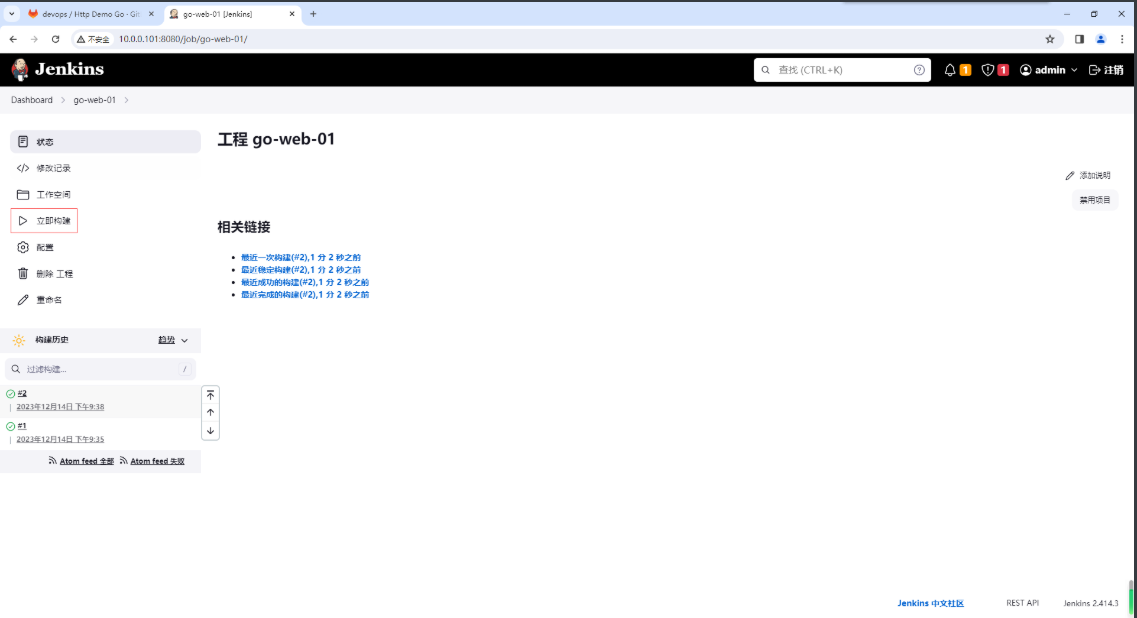 devops / Http Demo Go · Git
go-web-01 [Jenkins]
不安全 10.0.0.101:8080/job/go-web-01/
Jenkins 查找 (CTRL+K) 1 1 admin 注销
Dashboard go-web-01
状态
修改记录
工作空间
立即构建
配置
删除 工程
重命名
构建历史 趋势
过滤构建... /
#2
2023年12月14日 下午9:38
#1
2023年12月14日 下午9:35
Atom feed 全部 Atom feed 失败
工程 go-web-01
添加说明
禁用项目
相关链接
最近一次构建(#2),1 分 2 秒之前
最近稳定构建(#2),1 分 2 秒之前
最近成功的构建(#2),1 分 2 秒之前
最近完成的构建(#2),1 分 2 秒之前
Jenkins 中文社区 REST API Jenkins 2.414.3